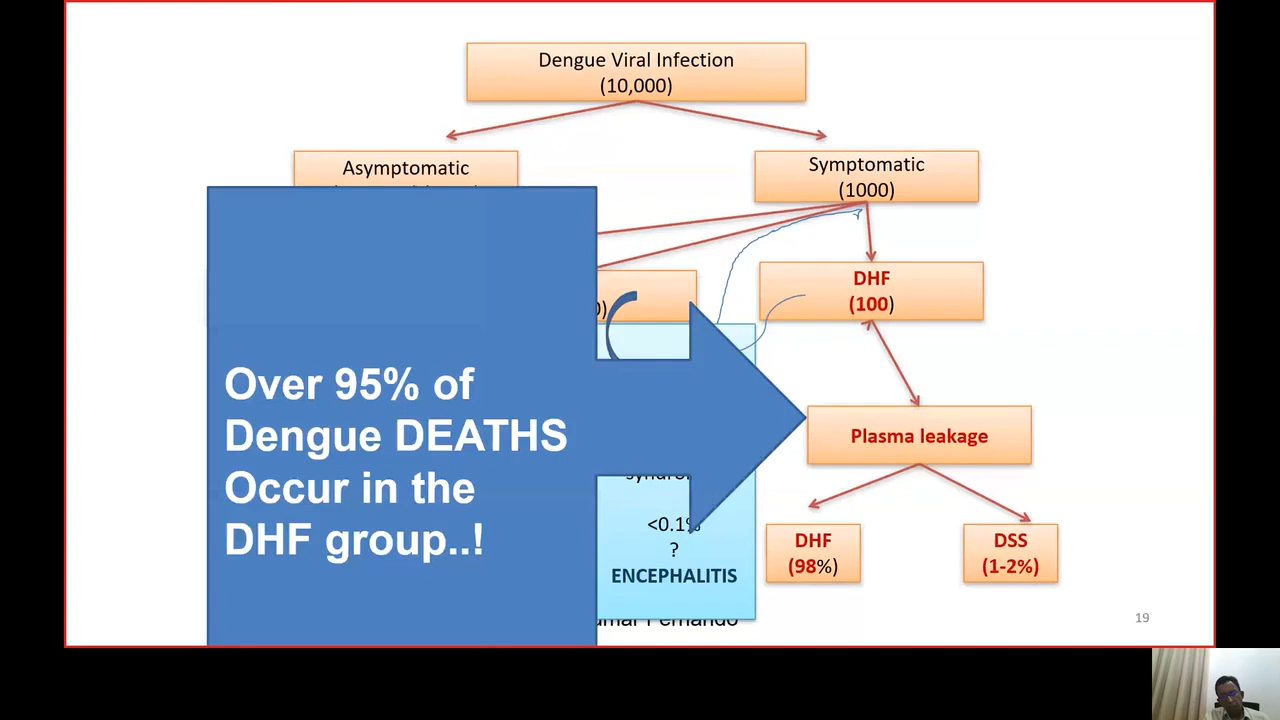 Dengue Viral Infection
(10,000)
Asymptomatic
Symptomatic
(1000)
DHF
(100)
Over 95% of
Dengue DEATHS
Occur in the
DHF group..!
Plasma leakage
<0.1%
?
ENCEPHALITIS
DHF
(98%)
DSS
(1-2%)
Fernando
19